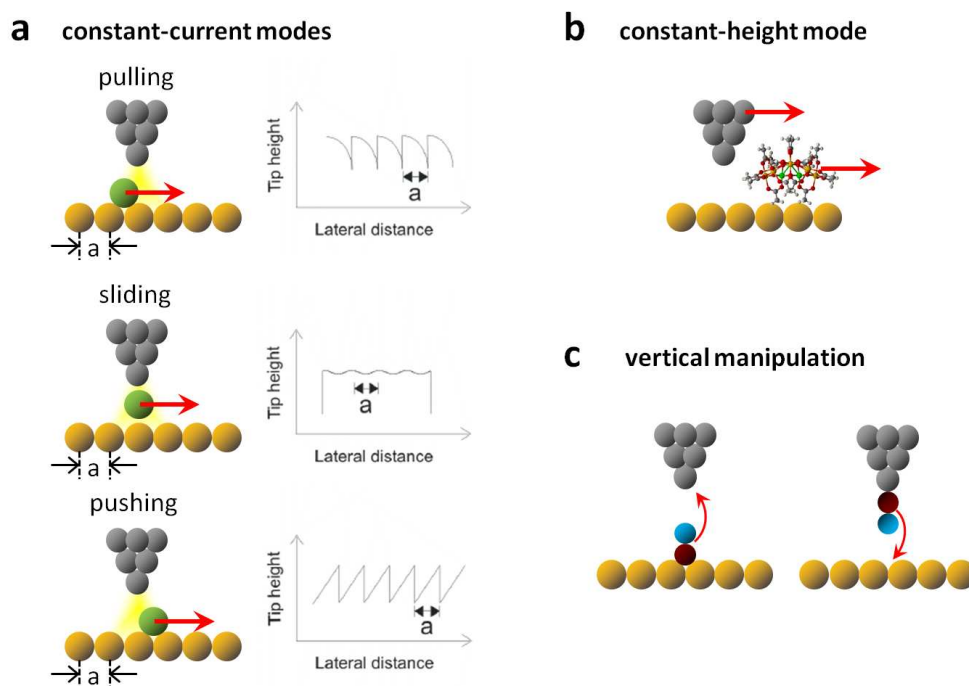 a constant-current modes
pulling
Tip height
a
Lateral distance
a
sliding
Tip height
a
Lateral distance
a
pushing
Tip height
a
Lateral distance
a
b constant-height mode
c vertical manipulation